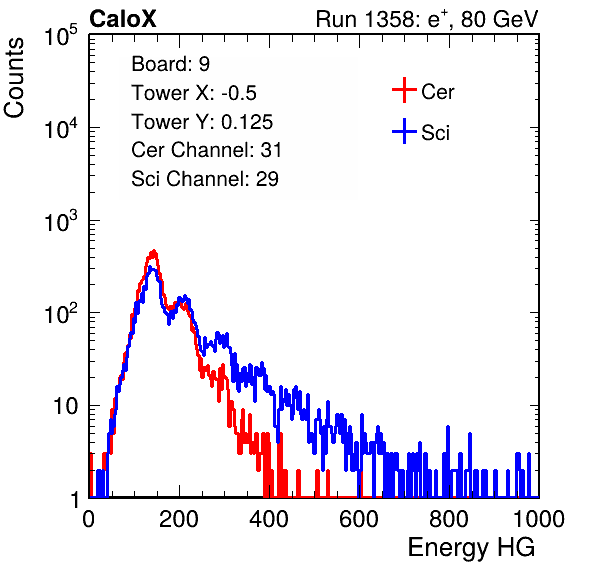 CaloX Run 1358: e⁺, 80 GeV
Counts
10⁵
10⁴
10³
10²
10
1
Board: 9
Tower X: -0.5
Tower Y: 0.125
Cer Channel: 31
Sci Channel: 29
Cer
Sci
0 200 400 600 800 1000
Energy HG